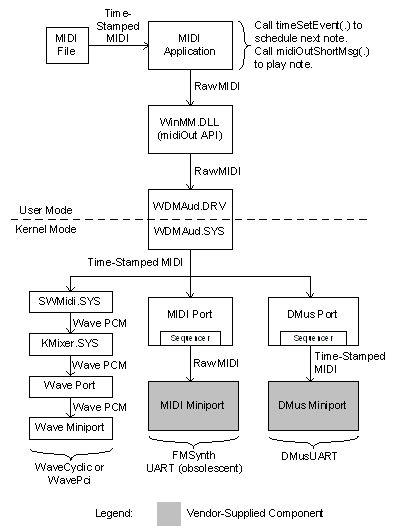 MIDI
File
Time-
Stamped
MIDI
MIDI
Application
Call timeSetEvent(.) to
schedule next note.
Call midiOutShortMsg(.)
to play note.
RawMIDI
WinMM.DLL
(midiOut API)
RawMIDI
WDMAud.DRV
User Mode
Kernel Mode
WDMAud.SYS
Time-Stamped MIDI
SWMidi.SYS
Wave PCM
KMixer.SYS
Wave PCM
Wave Port
Wave PCM
Wave Miniport
WaveCyclic or
WavePci
MIDI Port
Sequencer
RawMIDI
MIDI Miniport
FMSynth
UART (obsolescent)
DMus Port
Sequencer
Time-Stamped
MIDI
DMus Miniport
DMusUART
Legend:
Vendor-Supplied Component